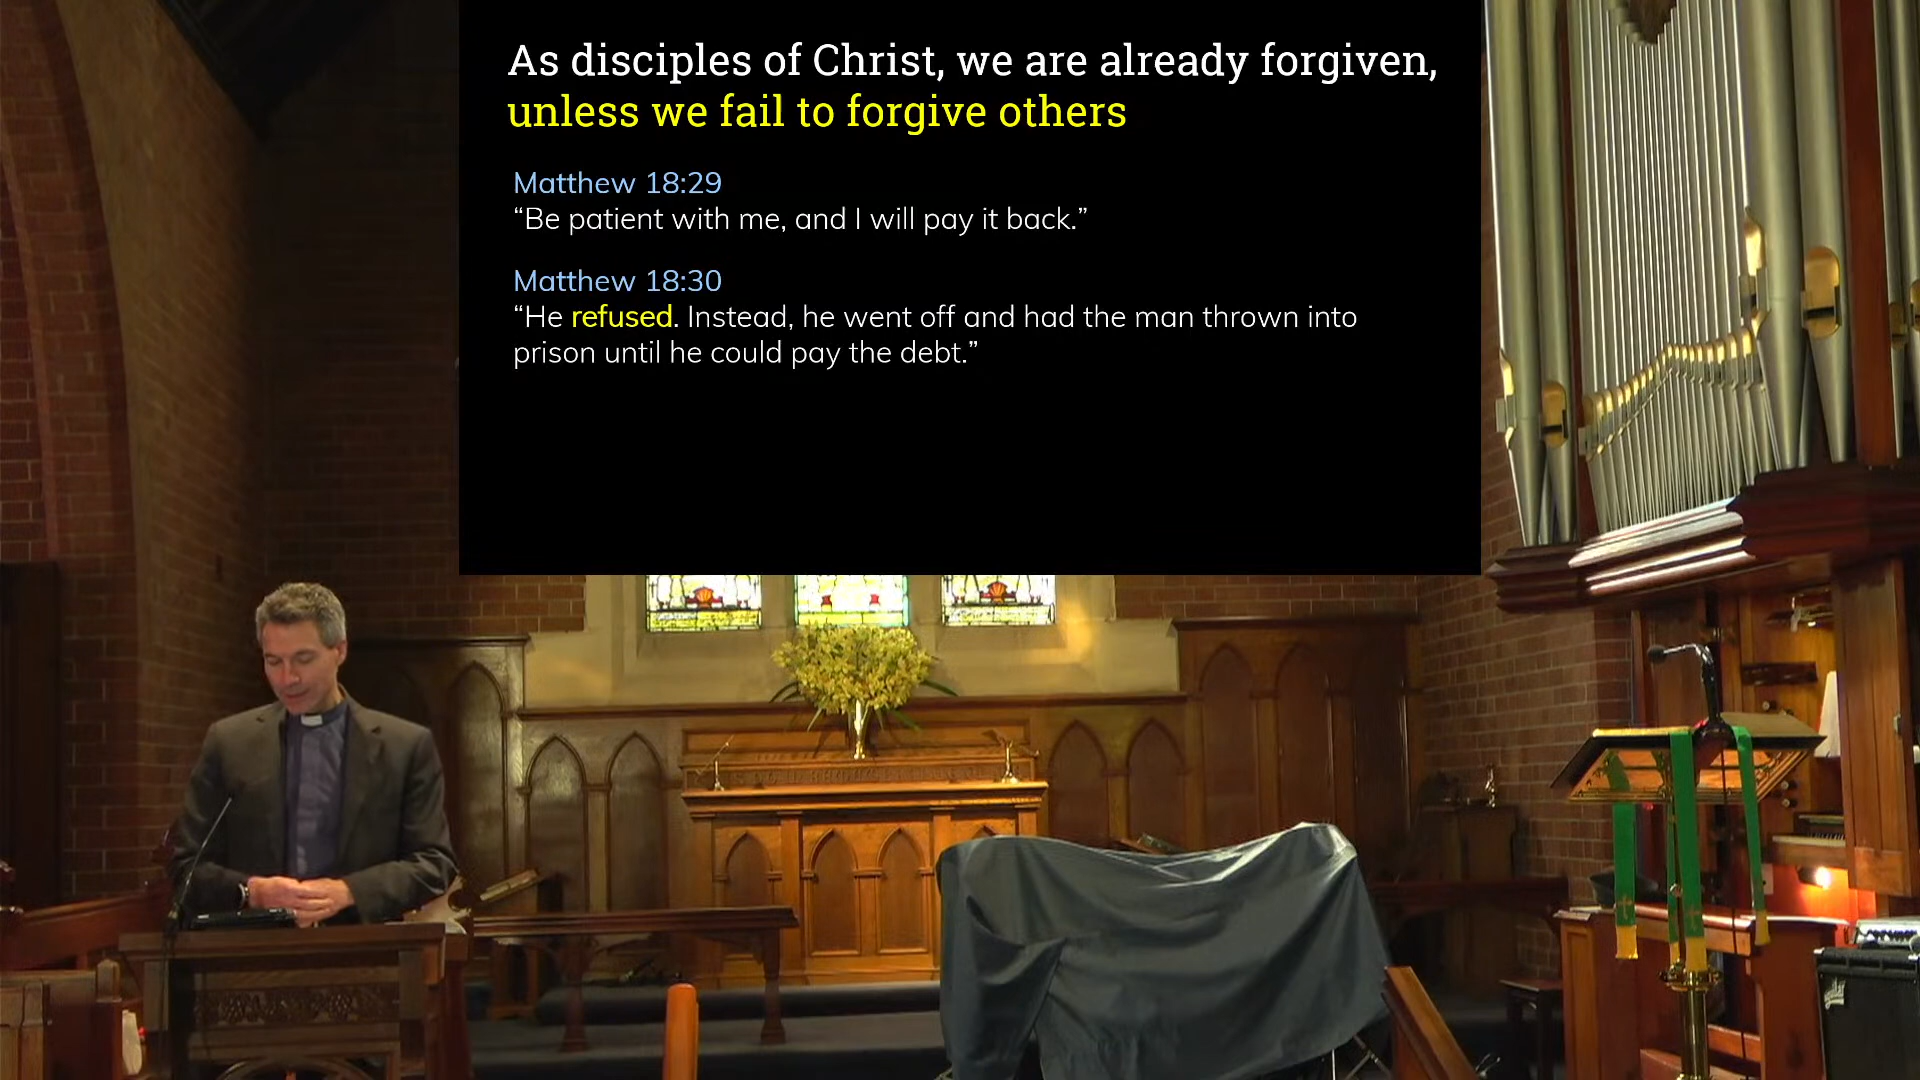 As disciples of Christ, we are already forgiven,
unless we fail to forgive others
Matthew 18:29
“Be patient with me, and I will pay it back.”
Matthew 18:30
“He refused. Instead, he went off and had the man thrown into
prison until he could pay the debt.”